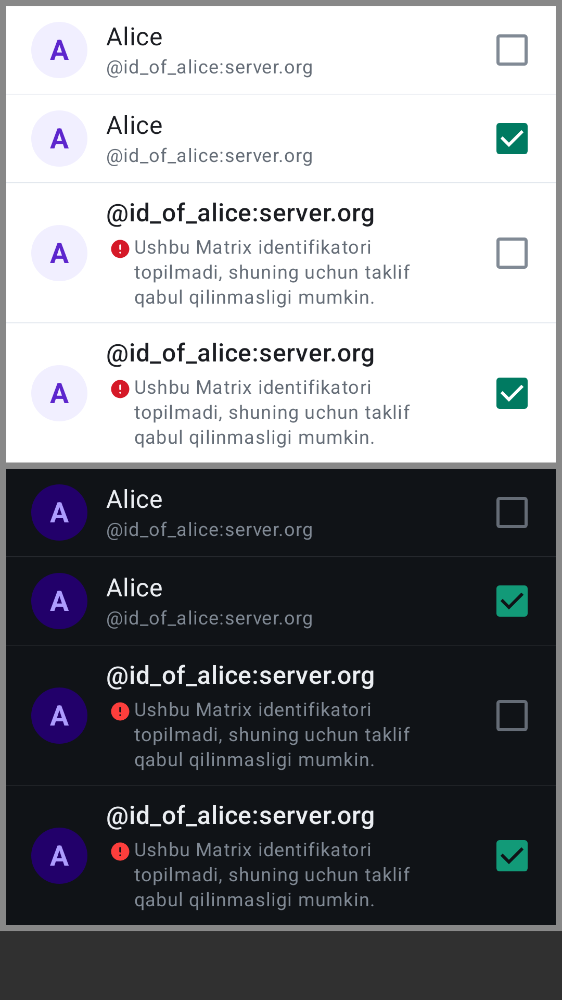 A
Alice
@id_of_alice:server.org
A
Alice
@id_of_alice:server.org
A
@id_of_alice:server.org
Ushbu Matrix identifikatori
topilmadi, shuning uchun taklif
qabul qilinmasligi mumkin.
A
@id_of_alice:server.org
Ushbu Matrix identifikatori
topilmadi, shuning uchun taklif
qabul qilinmasligi mumkin.
A
Alice
@id_of_alice:server.org
A
Alice
@id_of_alice:server.org
A
@id_of_alice:server.org
Ushbu Matrix identifikatori
topilmadi, shuning uchun taklif
qabul qilinmasligi mumkin.
A
@id_of_alice:server.org
Ushbu Matrix identifikatori
topilmadi, shuning uchun taklif
qabul qilinmasligi mumkin.